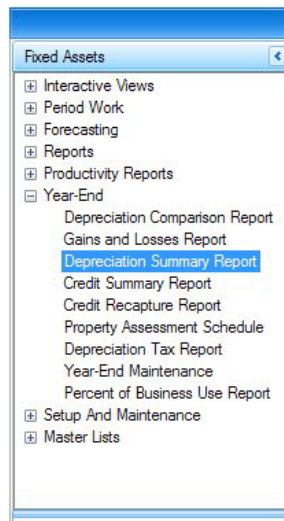 Fixed Assets
Interactive Views
Period Work
Forecasting
Reports
Productivity Reports
Year-End
Depreciation Comparison Report
Gains and Losses Report
Depreciation Summary Report
Credit Summary Report
Credit Recapture Report
Property Assessment Schedule
Depreciation Tax Report
Year-End Maintenance
Percent of Business Use Report
Setup And Maintenance
Master Lists